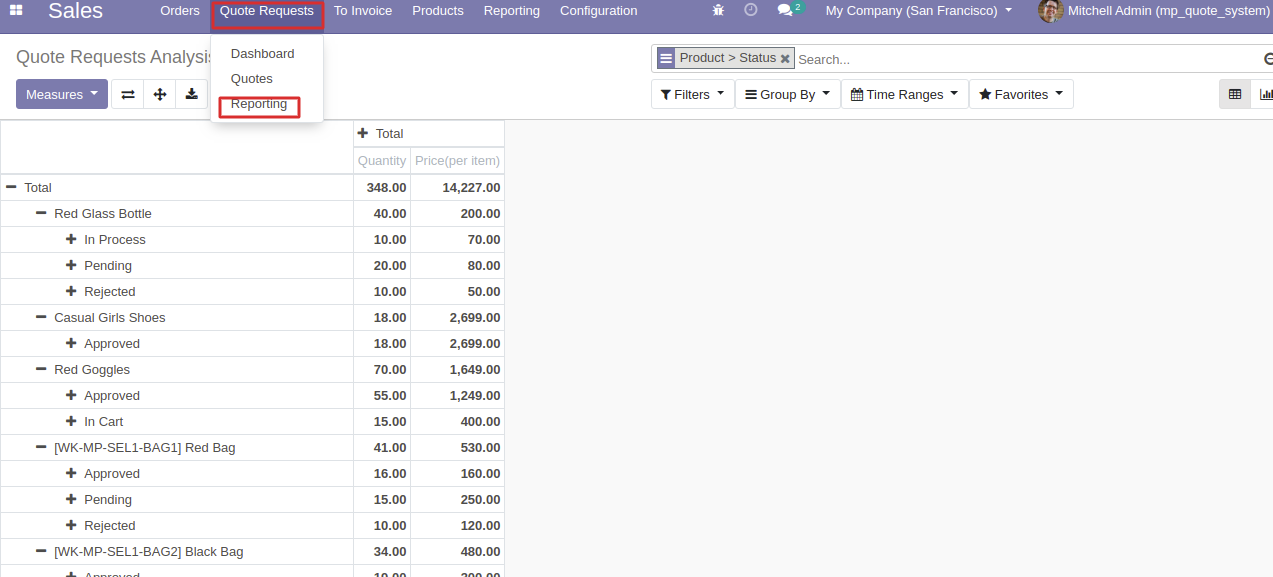 Sales Orders Quote Requests To Invoice Products Reporting Configuration 2 My Company (San Francisco) Mitchell Admin (mp_quote_system)
Quote Requests Analysis Dashboard Product > Status Search...
Quotes
Measures Reporting Filters Group By Time Ranges Favorites
Total
Quantity Price(per item)
Total 348.00 14,227.00
Red Glass Bottle 40.00 200.00
In Process 10.00 70.00
Pending 20.00 80.00
Rejected 10.00 50.00
Casual Girls Shoes 18.00 2,699.00
Approved 18.00 2,699.00
Red Goggles 70.00 1,649.00
Approved 55.00 1,249.00
In Cart 15.00 400.00
[WK-MP-SEL1-BAG1] Red Bag 41.00 530.00
Approved 16.00 160.00
Pending 15.00 250.00
Rejected 10.00 120.00
[WK-MP-SEL1-BAG2] Black Bag 34.00 480.00
Approved